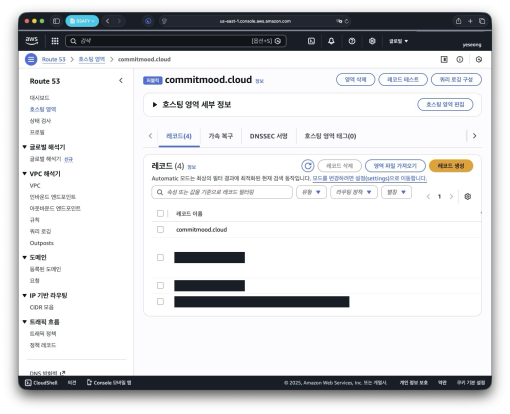 SSAFY
us-east-1.console.aws.amazon.com
aws
검색
[옵션+S]
글로벌 ▼
yeseong
Route 53 > 호스팅 영역 > commitmood.cloud
Route 53
대시보드
호스팅 영역
상태 검사
프로필
▼ 글로벌 해석기
글로벌 해석기 신규
▼ VPC 해석기
VPC
인바운드 엔드포인트
아웃바운드 엔드포인트
규칙
쿼리 로깅
Outposts
▼ 도메인
등록된 도메인
요청
▼ IP 기반 라우팅
CIDR 모음
▼ 트래픽 흐름
트래픽 정책
정책 레코드
DNS 방화벽
퍼블릭 commitmood.cloud 정보
영역 삭제
레코드 테스트
쿼리 로깅 구성
▶ 호스팅 영역 세부 정보
호스팅 영역 편집
레코드(4)
가속 복구
DNSSEC 서명
호스팅 영역 태그(0)
레코드 (4) 정보
레코드 삭제
영역 파일 가져오기
레코드 생성
Automatic 모드는 최상의 필터 결과에 최적화된 현재 검색 동작입니다. 모드를 변경하려면 설정(settings)으로 이동합니다.
속성 또는 값을 기준으로 레코드 필터링
유형 ▼
라우팅 정책 ▼
별칭 ▼
1
레코드 이름
commitmood.cloud
CloudShell
의견
Console 모바일 앱
© 2025, Amazon Web Services, Inc. 또는 계열사.
개인 정보 보호
약관
쿠키 기본 설정